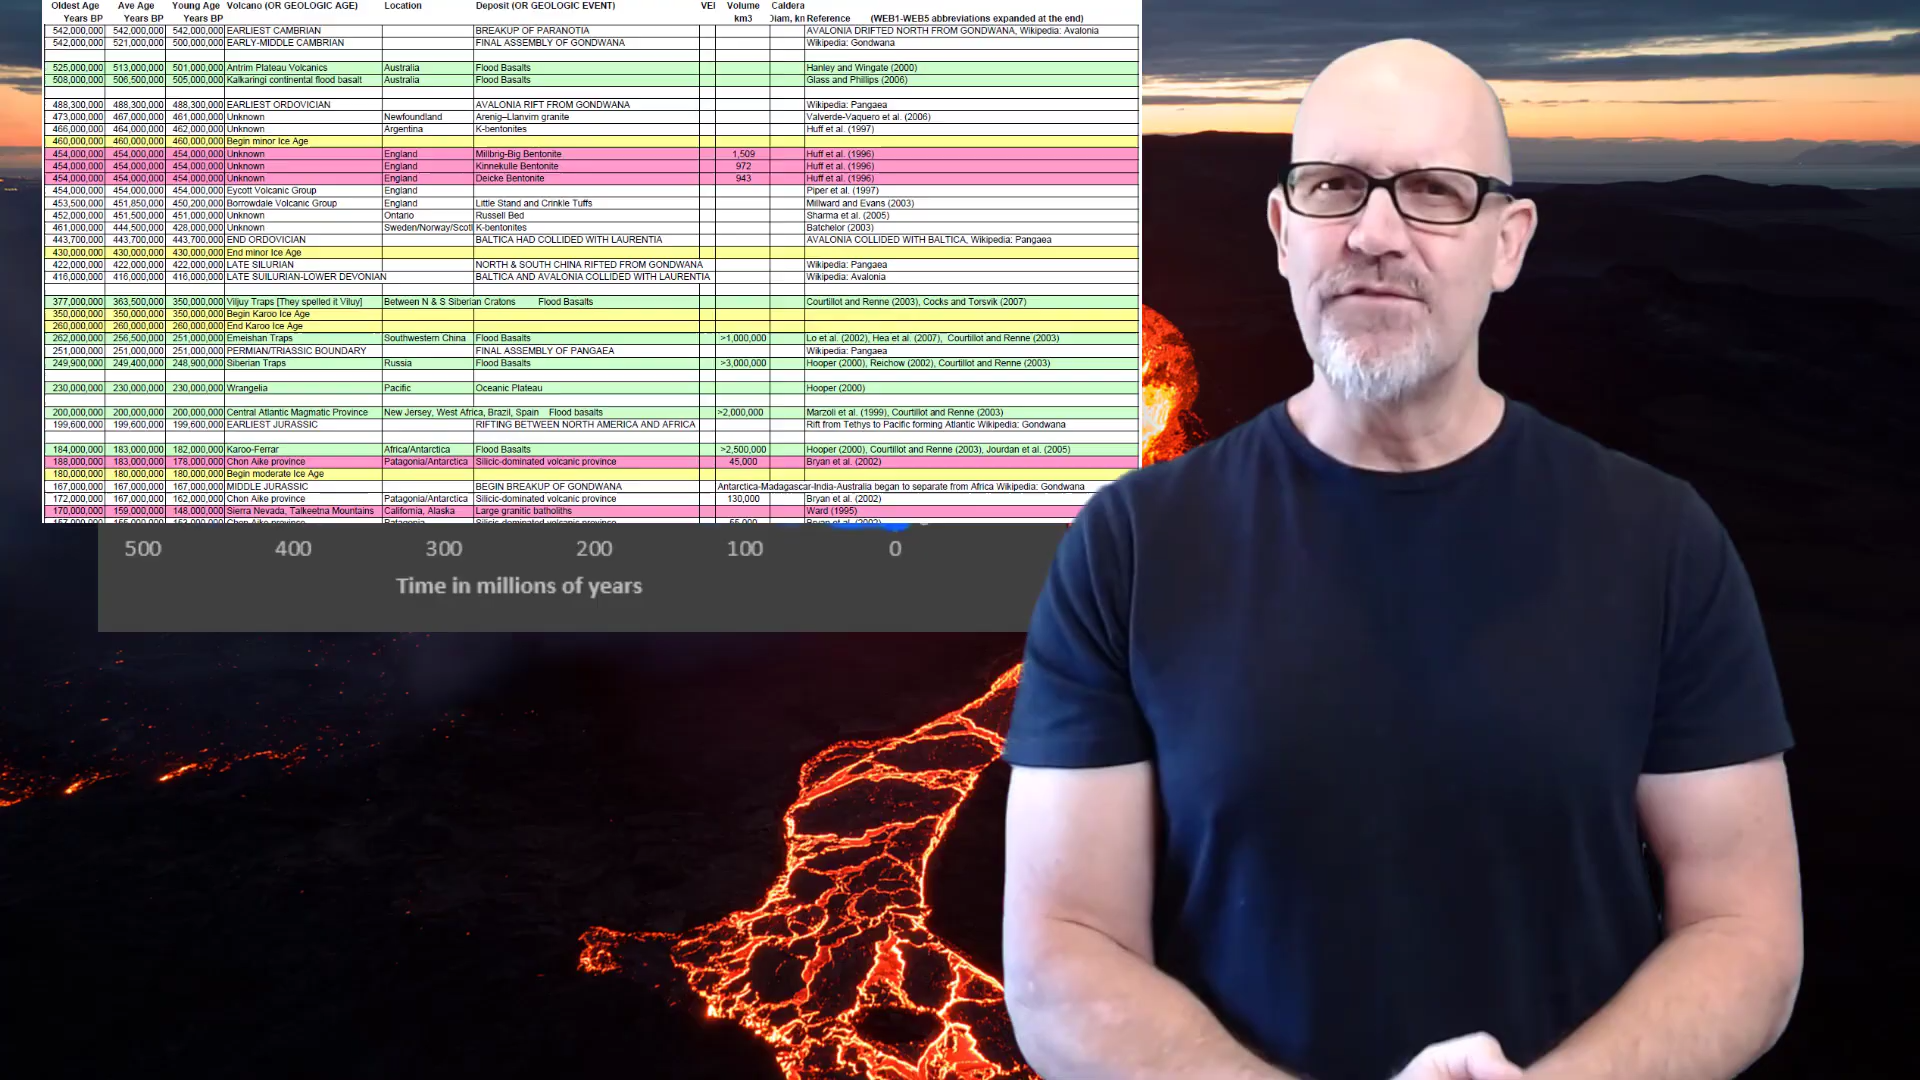 Oldest Age Ave Age Young Age Volcano (OR GEOLOGIC AGE) Location Deposit (OR GEOLOGIC EVENT) VEI Volume Caldera
Years BP Years BP Years BP km3 Diam, km Reference (WEB1-WEB5 abbreviations expanded at the end)
542,000,000 542,000,000 542,000,000 EARLIEST CAMBRIAN BREAKUP OF PARANOTIA AVALONIA DRIFTED NORTH FROM GONDWANA, Wikipedia: Avalonia
542,000,000 521,000,000 500,000,000 EARLY-MIDDLE CAMBRIAN FINAL ASSEMBLY OF GONDWANA Wikipedia: Gondwana
525,000,000 513,000,000 501,000,000 Antrim Plateau Volcanics Australia Flood Basalts Hanley and Wingate (2000)
508,000,000 506,500,000 505,000,000 Kalkaringi continental flood basalt Australia Flood Basalts Glass and Phillips (2006)
488,300,000 488,300,000 488,300,000 EARLIEST ORDOVICIAN AVALONIA RIFT FROM GONDWANA Wikipedia: Pangaea
473,000,000 467,000,000 461,000,000 Unknown Newfoundland Arenig–Llanvirn granite Valverde-Vaquero et al. (2006)
466,000,000 464,000,000 462,000,000 Unknown Argentina K-bentonites Huff et al. (1997)
460,000,000 460,000,000 460,000,000 Begin minor Ice Age
454,000,000 454,000,000 454,000,000 Unknown England Millbrig-Big Bentonite 1,509 Huff et al. (1996)
454,000,000 454,000,000 454,000,000 Unknown England Kinnekulle Bentonite 972 Huff et al. (1996)
454,000,000 454,000,000 454,000,000 Unknown England Deicke Bentonite 943 Huff et al. (1996)
454,000,000 454,000,000 454,000,000 Eycott Volcanic Group England Piper et al. (1997)
453,500,000 451,850,000 450,200,000 Borrowdale Volcanic Group England Little Stand and Crinkle Tuffs Millward and Evans (2003)
452,000,000 451,500,000 451,000,000 Unknown Ontario Russell Bed Sharma et al. (2005)
461,000,000 444,500,000 428,000,000 Unknown Sweden/Norway/Scotl K-bentonites Batchelor (2003)
443,700,000 443,700,000 443,700,000 END ORDOVICIAN BALTICA HAD COLLIDED WITH LAURENTIA AVALONIA COLLIDED WITH BALTICA, Wikipedia: Pangaea
430,000,000 430,000,000 430,000,000 End minor Ice Age
422,000,000 422,000,000 422,000,000 LATE SILURIAN NORTH & SOUTH CHINA RIFTED FROM GONDWANA Wikipedia: Pangaea
416,000,000 416,000,000 416,000,000 LATE SUILURIAN-LOWER DEVONIAN BALTICA AND AVALONIA COLLIDED WITH LAURENTIA Wikipedia: Avalonia
377,000,000 363,500,000 350,000,000 Viljuy Traps [They spelled it Viluy] Between N & S Siberian Cratons Flood Basalts Courtillot and Renne (2003), Cocks and Torsvik (2007)
350,000,000 350,000,000 350,000,000 Begin Karoo Ice Age
260,000,000 260,000,000 260,000,000 End Karoo Ice Age
262,000,000 256,500,000 251,000,000 Emeishan Traps Southwestern China Flood Basalts >1,000,000 Lo et al. (2002), Hea et al. (2007), Courtillot and Renne (2003)
251,000,000 251,000,000 251,000,000 PERMIAN/TRIASSIC BOUNDARY FINAL ASSEMBLY OF PANGAEA Wikipedia: Pangaea
249,900,000 249,400,000 248,900,000 Siberian Traps Russia Flood Basalts >3,000,000 Hooper (2000), Reichow (2002), Courtillot and Renne (2003)
230,000,000 230,000,000 230,000,000 Wrangelia Pacific Oceanic Plateau Hooper (2000)
200,000,000 200,000,000 200,000,000 Central Atlantic Magmatic Province New Jersey, West Africa, Brazil, Spain Flood basalts >2,000,000 Marzoli et al. (1999), Courtillot and Renne (2003)
199,600,000 199,600,000 199,600,000 EARLIEST JURASSIC RIFTING BETWEEN NORTH AMERICA AND AFRICA Rift from Tethys to Pacific forming Atlantic Wikipedia: Gondwana
184,000,000 183,000,000 182,000,000 Karoo-Ferrar Africa/Antarctica Flood Basalts >2,500,000 Hooper (2000), Courtillot and Renne (2003), Jourdan et al. (2005)
188,000,000 183,000,000 178,000,000 Chon Aike province Patagonia/Antarctica Silicic-dominated volcanic province 45,000 Bryan et al. (2002)
180,000,000 180,000,000 180,000,000 Begin moderate Ice Age
167,000,000 167,000,000 167,000,000 MIDDLE JURASSIC BEGIN BREAKUP OF GONDWANA Antarctica-Madagascar-India-Australia began to separate from Africa Wikipedia: Gondwana
172,000,000 167,000,000 162,000,000 Chon Aike province Patagonia/Antarctica Silicic-dominated volcanic province 130,000 Bryan et al. (2002)
170,000,000 159,000,000 148,000,000 Sierra Nevada, Talkeetna Mountains California, Alaska Large granitic batholiths Ward (1995)
157,000,000 155,000,000 153,000,000 Chon Aike province Patagonia Silicic-dominated volcanic province 55,000 Bryan et al. (2002)
500 400 300 200 100 0
Time in millions of years